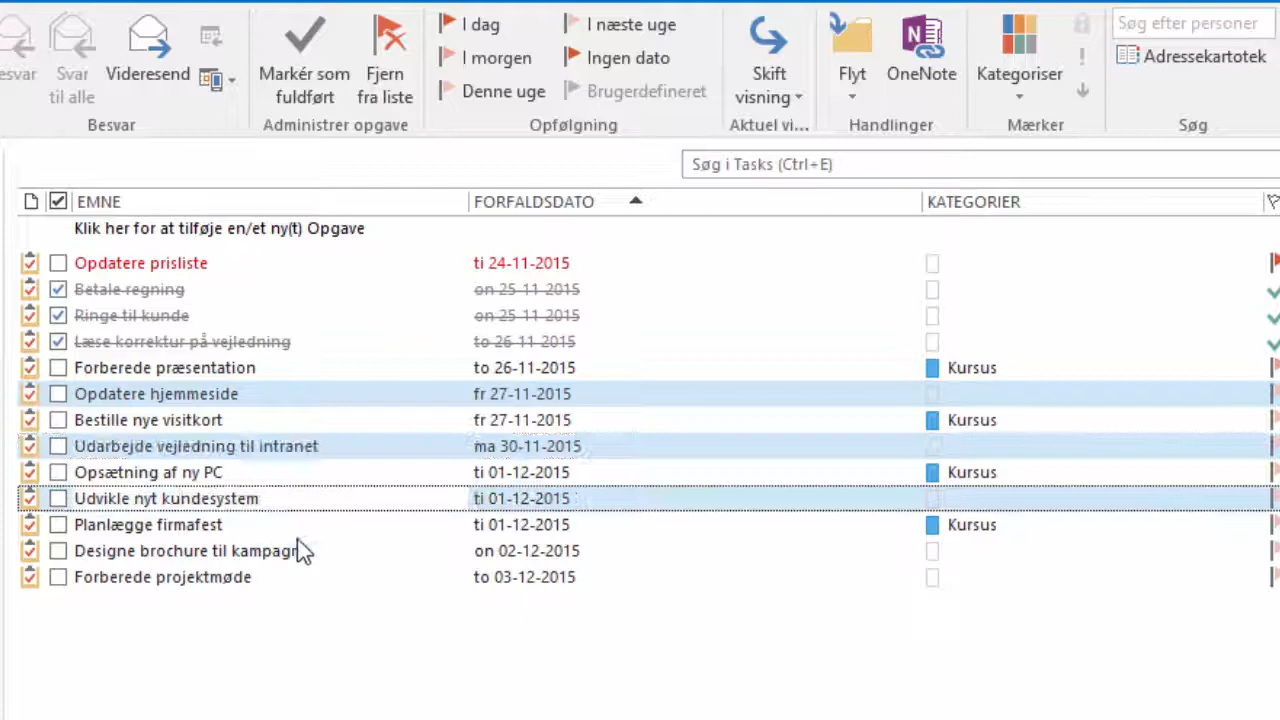 I dag
I næste uge
Søg efter personer
esvar
Svar
til alle
Videresend
Markér som
fuldført
Fjern
fra liste
I morgen
Ingen dato
Denne uge
Brugerdefineret
Skift
visning
Flyt
OneNote
Kategoriser
Adressekartotek
Besvar
Administrer opgave
Opfølgning
Aktuel vi...
Handlinger
Mærker
Søg
Søg i Tasks (Ctrl+E)
EMNE FORFALDSDATO KATEGORIER
Klik her for at tilføje en/et ny(t) Opgave
Opdatere prisliste ti 24-11-2015
Betale regning on 25-11-2015
Ringe til kunde on 25-11-2015
Læse korrektur på vejledning to 26-11-2015
Forberede præsentation to 26-11-2015 Kursus
Opdatere hjemmeside fr 27-11-2015
Bestille nye visitkort fr 27-11-2015 Kursus
Udarbejde vejledning til intranet ma 30-11-2015
Opsætning af ny PC ti 01-12-2015 Kursus
Udvikle nyt kundesystem ti 01-12-2015
Planlægge firmafest ti 01-12-2015 Kursus
Designe brochure til kampagn on 02-12-2015
Forberede projektmøde to 03-12-2015